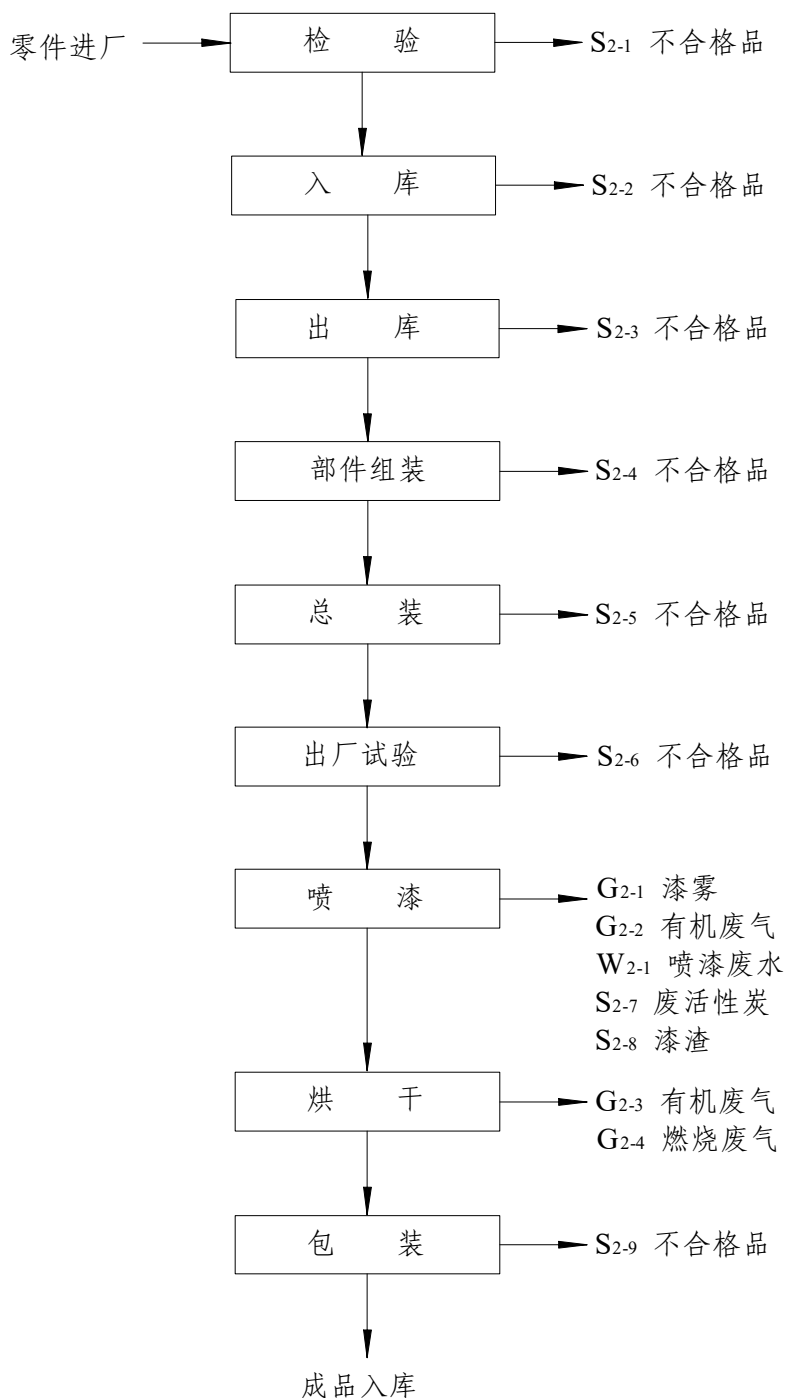 零件进厂
检 验
S2-1 不合格品
入 库
S2-2 不合格品
出 库
S2-3 不合格品
部件组装
S2-4 不合格品
总 装
S2-5 不合格品
出厂试验
S2-6 不合格品
喷 漆
G2-1 漆雾
G2-2 有机废气
W2-1 喷漆废水
S2-7 废活性炭
S2-8 漆渣
烘 干
G2-3 有机废气
G2-4 燃烧废气
包 装
S2-9 不合格品
成品入库